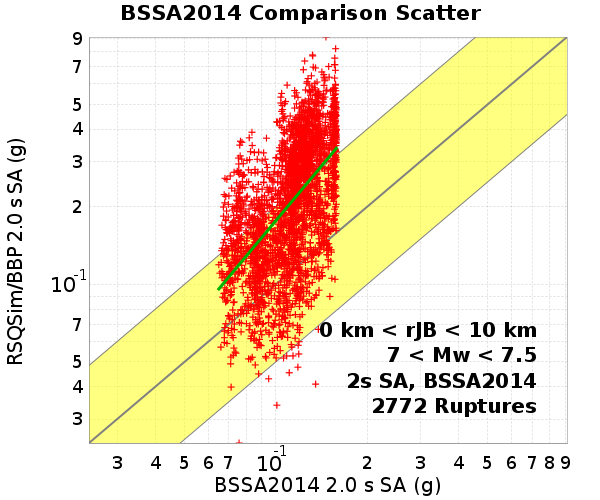 BSSA2014 Comparison Scatter
RSQSim/BBP 2.0 s SA (g)
9
7
5
4
3
2
10-1
7
5
4
3
0 km < rJB < 10 km
7 < Mw < 7.5
2s SA, BSSA2014
2772 Ruptures
3 4 5 6 7 10-1 2 3 4 5 6 7 8 9
BSSA2014 2.0 s SA (g)